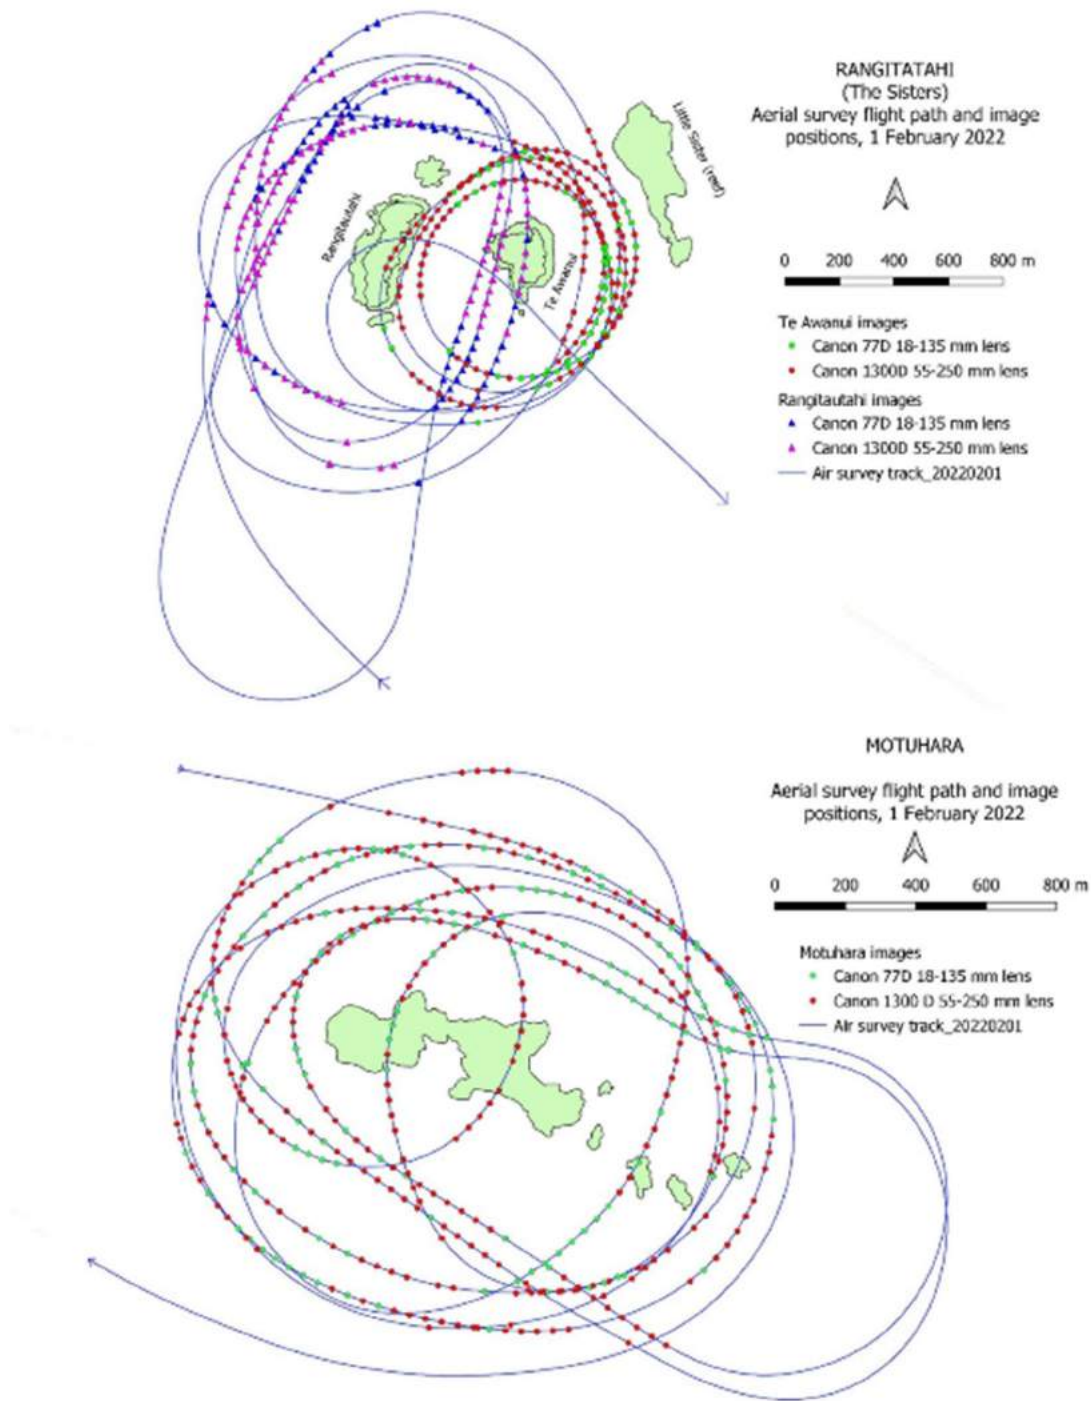 RANGITATAHI
(The Sisters)
Aerial survey flight path and image
positions, 1 February 2022
Little Sister (reef)
Rangitautahi
Te Awanui
0 200 400 600 800 m
Te Awanui images
Canon 77D 18-135 mm lens
Canon 1300D 55-250 mm lens
Rangitautahi images
Canon 77D 18-135 mm lens
Canon 1300D 55-250 mm lens
Air survey track_20220201
MOTUHARA
Aerial survey flight path and image
positions, 1 February 2022
0 200 400 600 800 m
Motuhara images
Canon 77D 18-135 mm lens
Canon 1300 D 55-250 mm lens
Air survey track_20220201